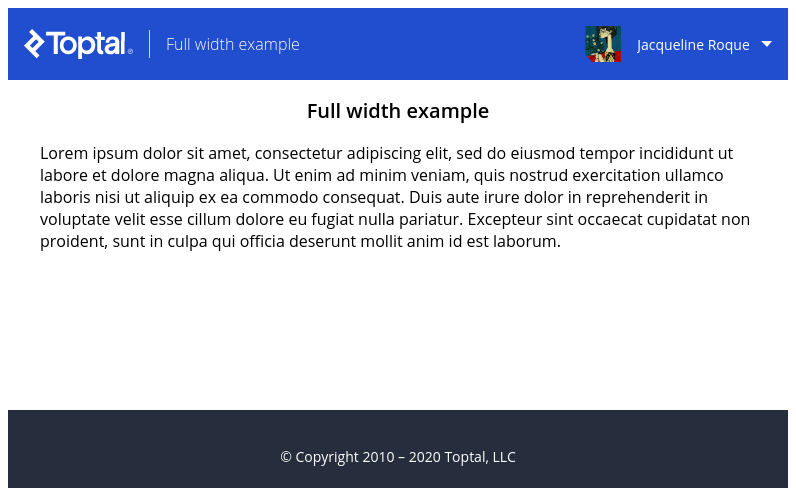 Toptal® Full width example Jacqueline Roque
Full width example
Lorem ipsum dolor sit amet, consectetur adipiscing elit, sed do eiusmod tempor incididunt ut
labore et dolore magna aliqua. Ut enim ad minim veniam, quis nostrud exercitation ullamco
laboris nisi ut aliquip ex ea commodo consequat. Duis aute irure dolor in reprehenderit in
voluptate velit esse cillum dolore eu fugiat nulla pariatur. Excepteur sint occaecat cupidatat non
proident, sunt in culpa qui officia deserunt mollit anim id est laborum.
© Copyright 2010 – 2020 Toptal, LLC